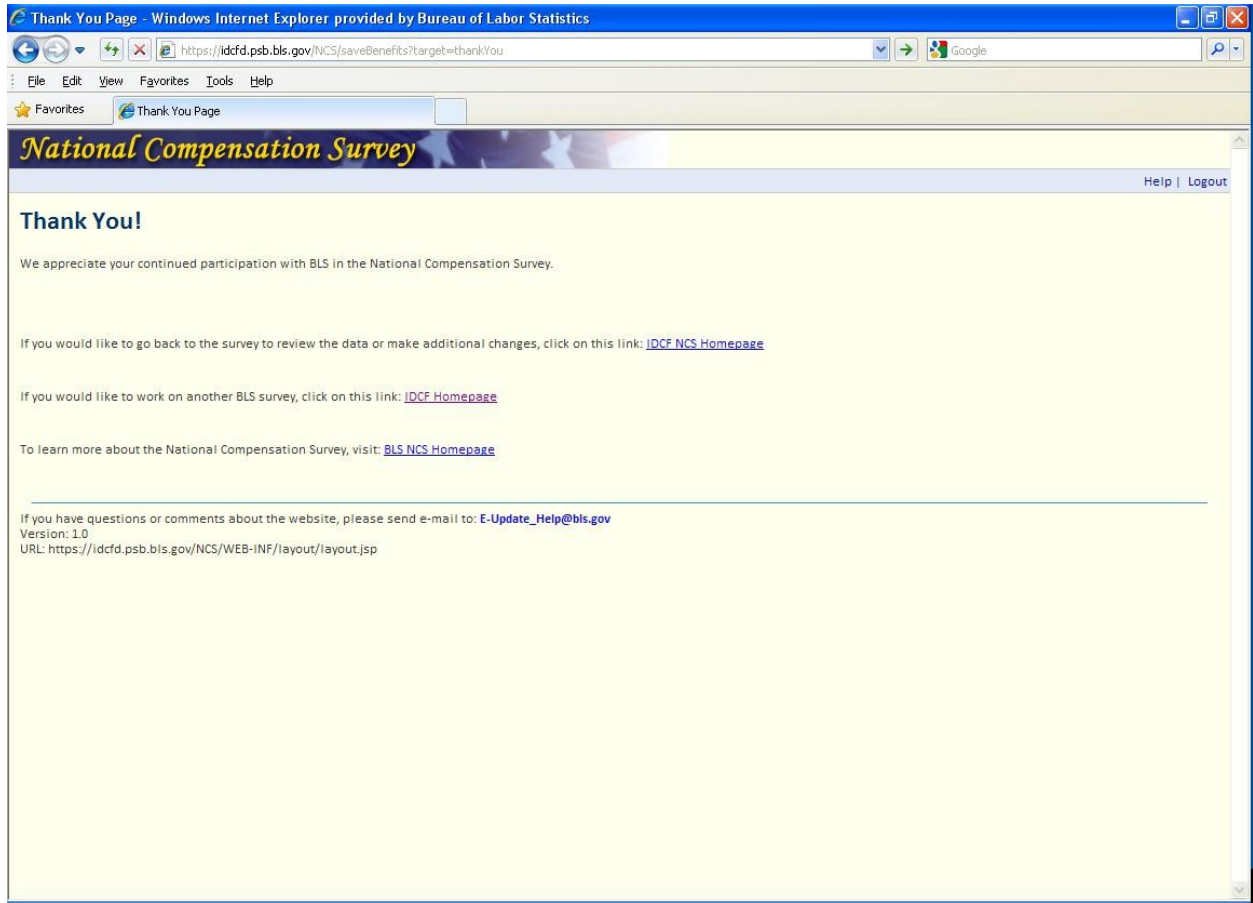 Thank You Page - Windows Internet Explorer provided by Bureau of Labor Statistics
https://idcfd.psb.bls.gov/NCS/saveBenefits?target=thankYou
Google
File Edit View Favorites Tools Help
Favorites Thank You Page
National Compensation Survey
Help | Logout
Thank You!
We appreciate your continued participation with BLS in the National Compensation Survey.
If you would like to go back to the survey to review the data or make additional changes, click on this link: IDCF NCS Homepage
If you would like to work on another BLS survey, click on this link: IDCF Homepage
To learn more about the National Compensation Survey, visit: BLS NCS Homepage
If you have questions or comments about the website, please send e-mail to: E-Update_Help@bls.gov
Version: 1.0
URL: https://idcfd.psb.bls.gov/NCS/WEB-INF/layout/layout.jsp